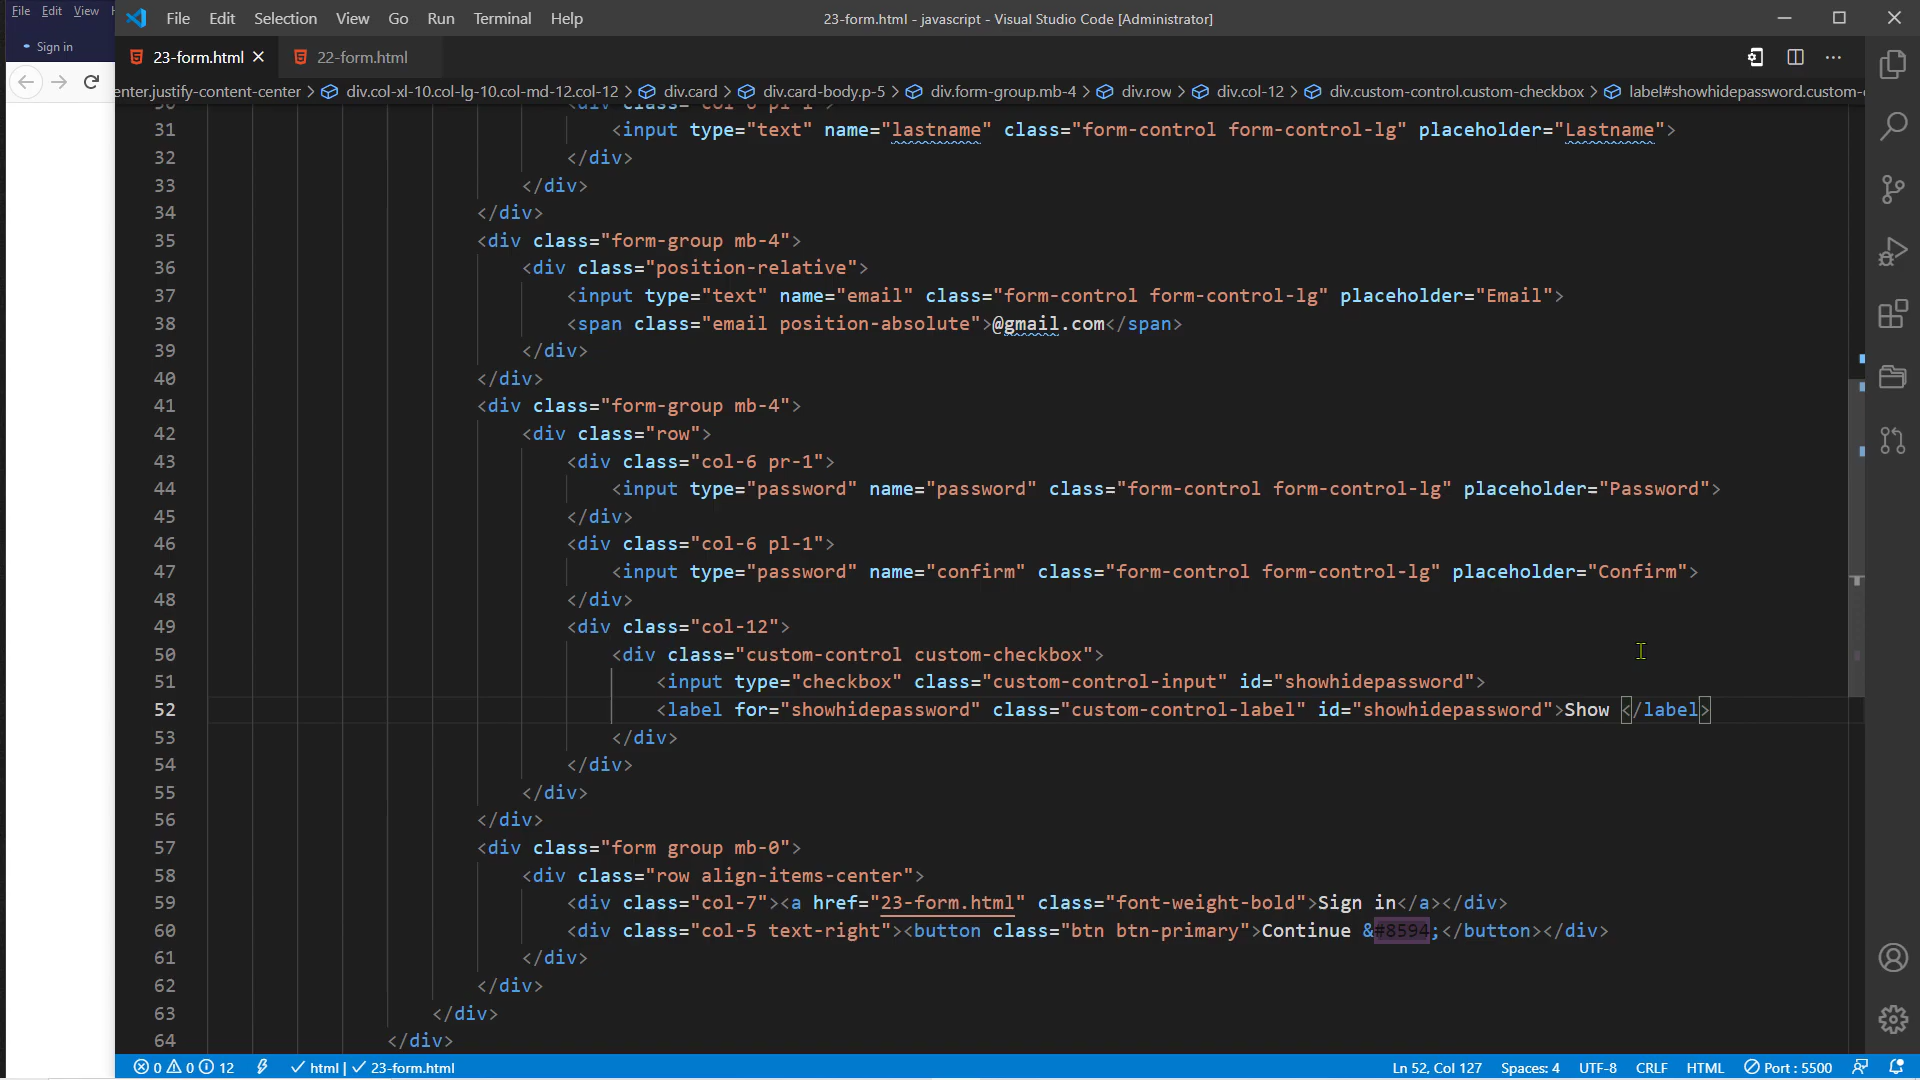 File Edit View
Sign in
File Edit Selection View Go Run Terminal Help
23-form.html - javascript - Visual Studio Code [Administrator]
23-form.html
22-form.html
enter.justify-content-center > div.col-xl-10.col-lg-10.col-md-12.col-12 > div.card > div.card-body.p-5 > div.form-group.mb-4 > div.row > div.col-12 > div.custom-control.custom-checkbox > label#showhidepassword.custom-
31 <input type="text" name="lastname" class="form-control form-control-lg" placeholder="Lastname">
32 </div>
33 </div>
34 </div>
35 <div class="form-group mb-4">
36 <div class="position-relative">
37 <input type="text" name="email" class="form-control form-control-lg" placeholder="Email">
38 <span class="email position-absolute">@gmail.com</span>
39 </div>
40 </div>
41 <div class="form-group mb-4">
42 <div class="row">
43 <div class="col-6 pr-1">
44 <input type="password" name="password" class="form-control form-control-lg" placeholder="Password">
45 </div>
46 <div class="col-6 pl-1">
47 <input type="password" name="confirm" class="form-control form-control-lg" placeholder="Confirm">
48 </div>
49 <div class="col-12">
50 <div class="custom-control custom-checkbox">
51 <input type="checkbox" class="custom-control-input" id="showhidepassword">
52 <label for="showhidepassword" class="custom-control-label" id="showhidepassword">Show </label>
53 </div>
54 </div>
55 </div>
56 </div>
57 <div class="form group mb-0">
58 <div class="row align-items-center">
59 <div class="col-7"><a href="23-form.html" class="font-weight-bold">Sign in</a></div>
60 <div class="col-5 text-right"><button class="btn btn-primary">Continue &#8594;</button></div>
61 </div>
62 </div>
63 </div>
64 </div>
0 0 12 html | 23-form.html
Ln 52, Col 127 Spaces: 4 UTF-8 CRLF HTML Port : 5500